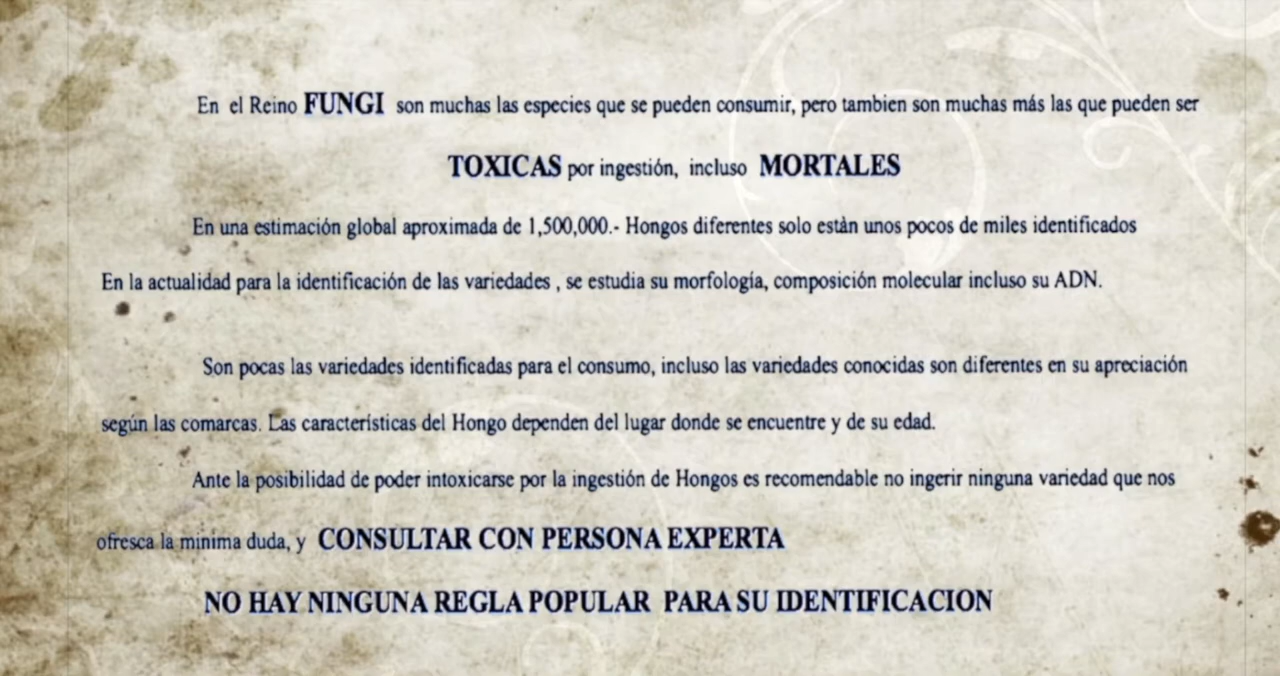 En el Reino FUNGI son muchas las especies que se pueden consumir, pero tambien son muchas más las que pueden ser
TOXICAS por ingestión, incluso MORTALES
En una estimación global aproximada de 1,500,000.- Hongos diferentes solo estàn unos pocos de miles identificados
En la actualidad para la identificación de las variedades , se estudia su morfología, composición molecular incluso su ADN.
Son pocas las variedades identificadas para el consumo, incluso las variedades conocidas son diferentes en su apreciación
según las comarcas. Las características del Hongo dependen del lugar donde se encuentre y de su edad.
Ante la posibilidad de poder intoxicarse por la ingestión de Hongos es recomendable no ingerir ninguna variedad que nos
ofresca la minima duda, y CONSULTAR CON PERSONA EXPERTA
NO HAY NINGUNA REGLA POPULAR PARA SU IDENTIFICACION